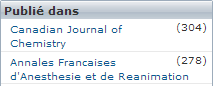 Publié dans
Canadian Journal of (304)
Chemistry
Annales Francaises (278)
d'Anesthesie et de Reanimation